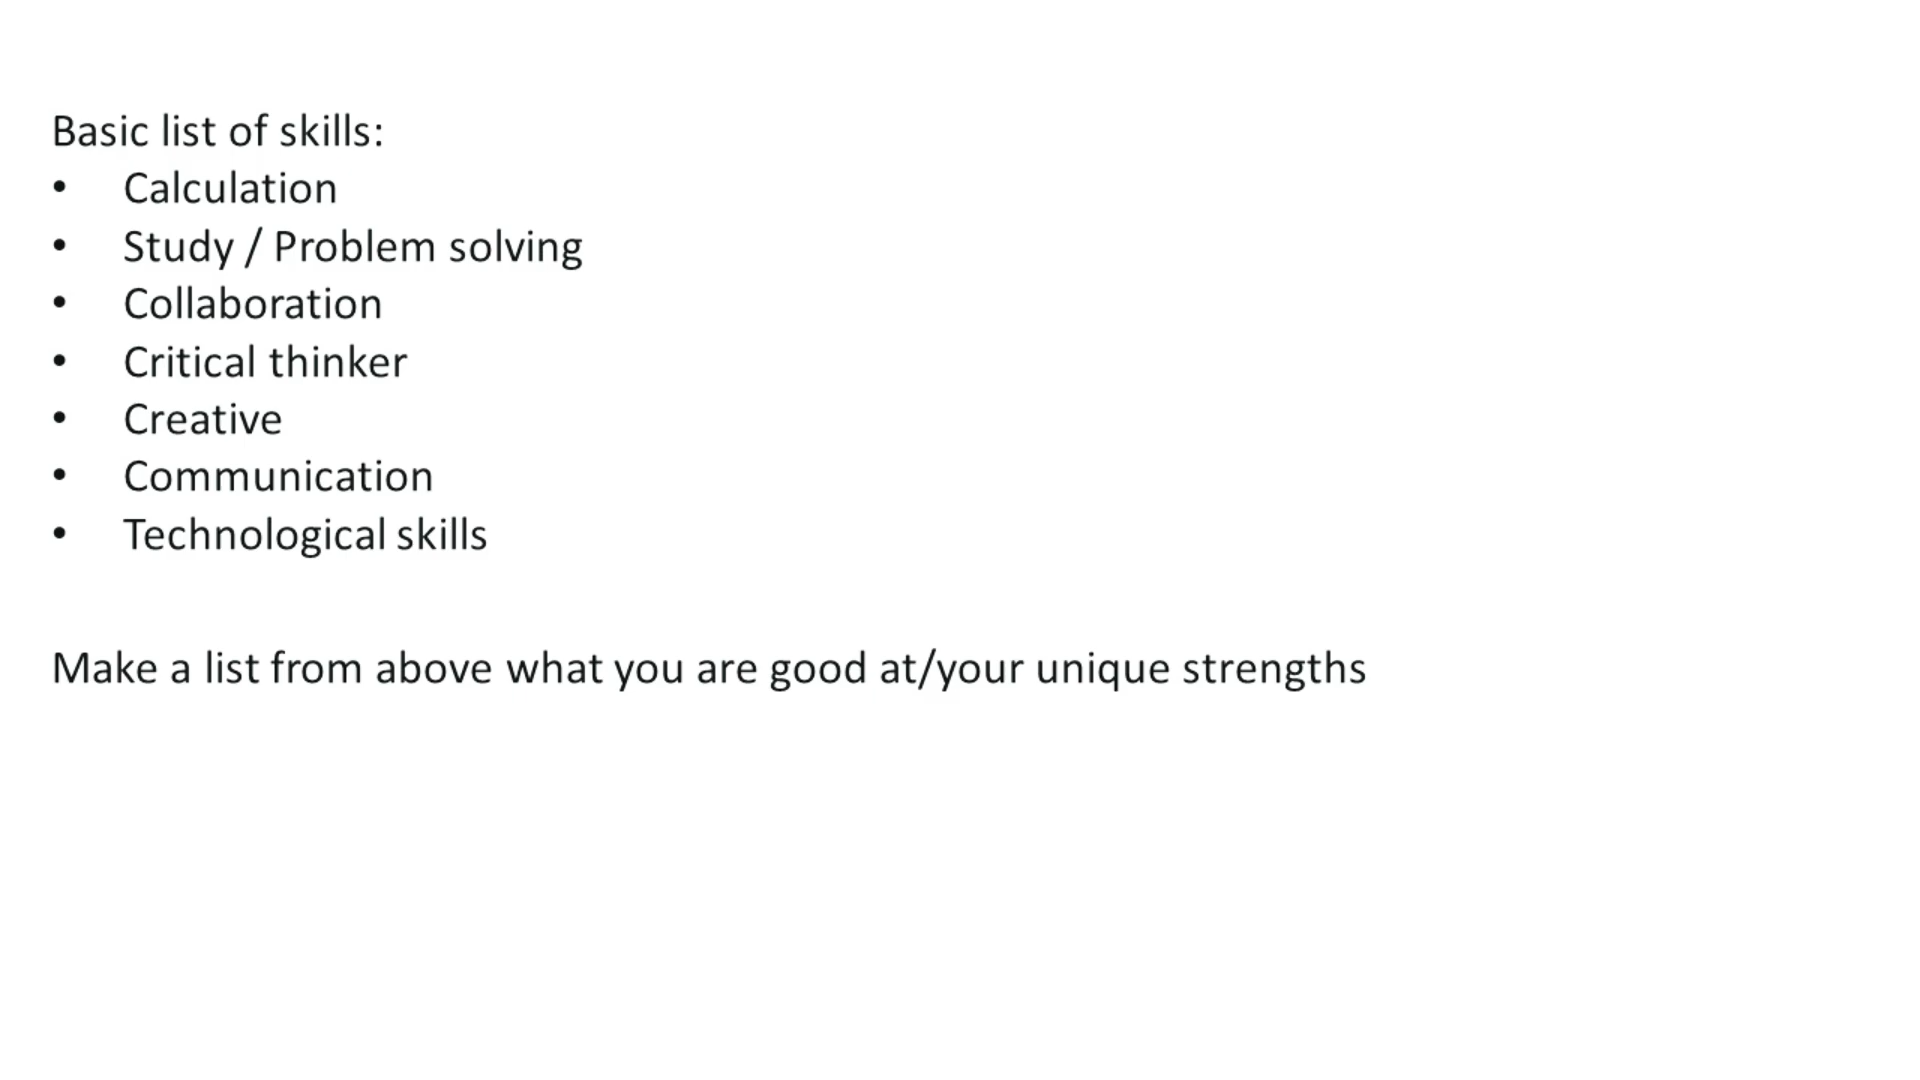 Basic list of skills:
• Calculation
• Study / Problem solving
• Collaboration
• Critical thinker
• Creative
• Communication
• Technological skills
Make a list from above what you are good at/your unique strengths